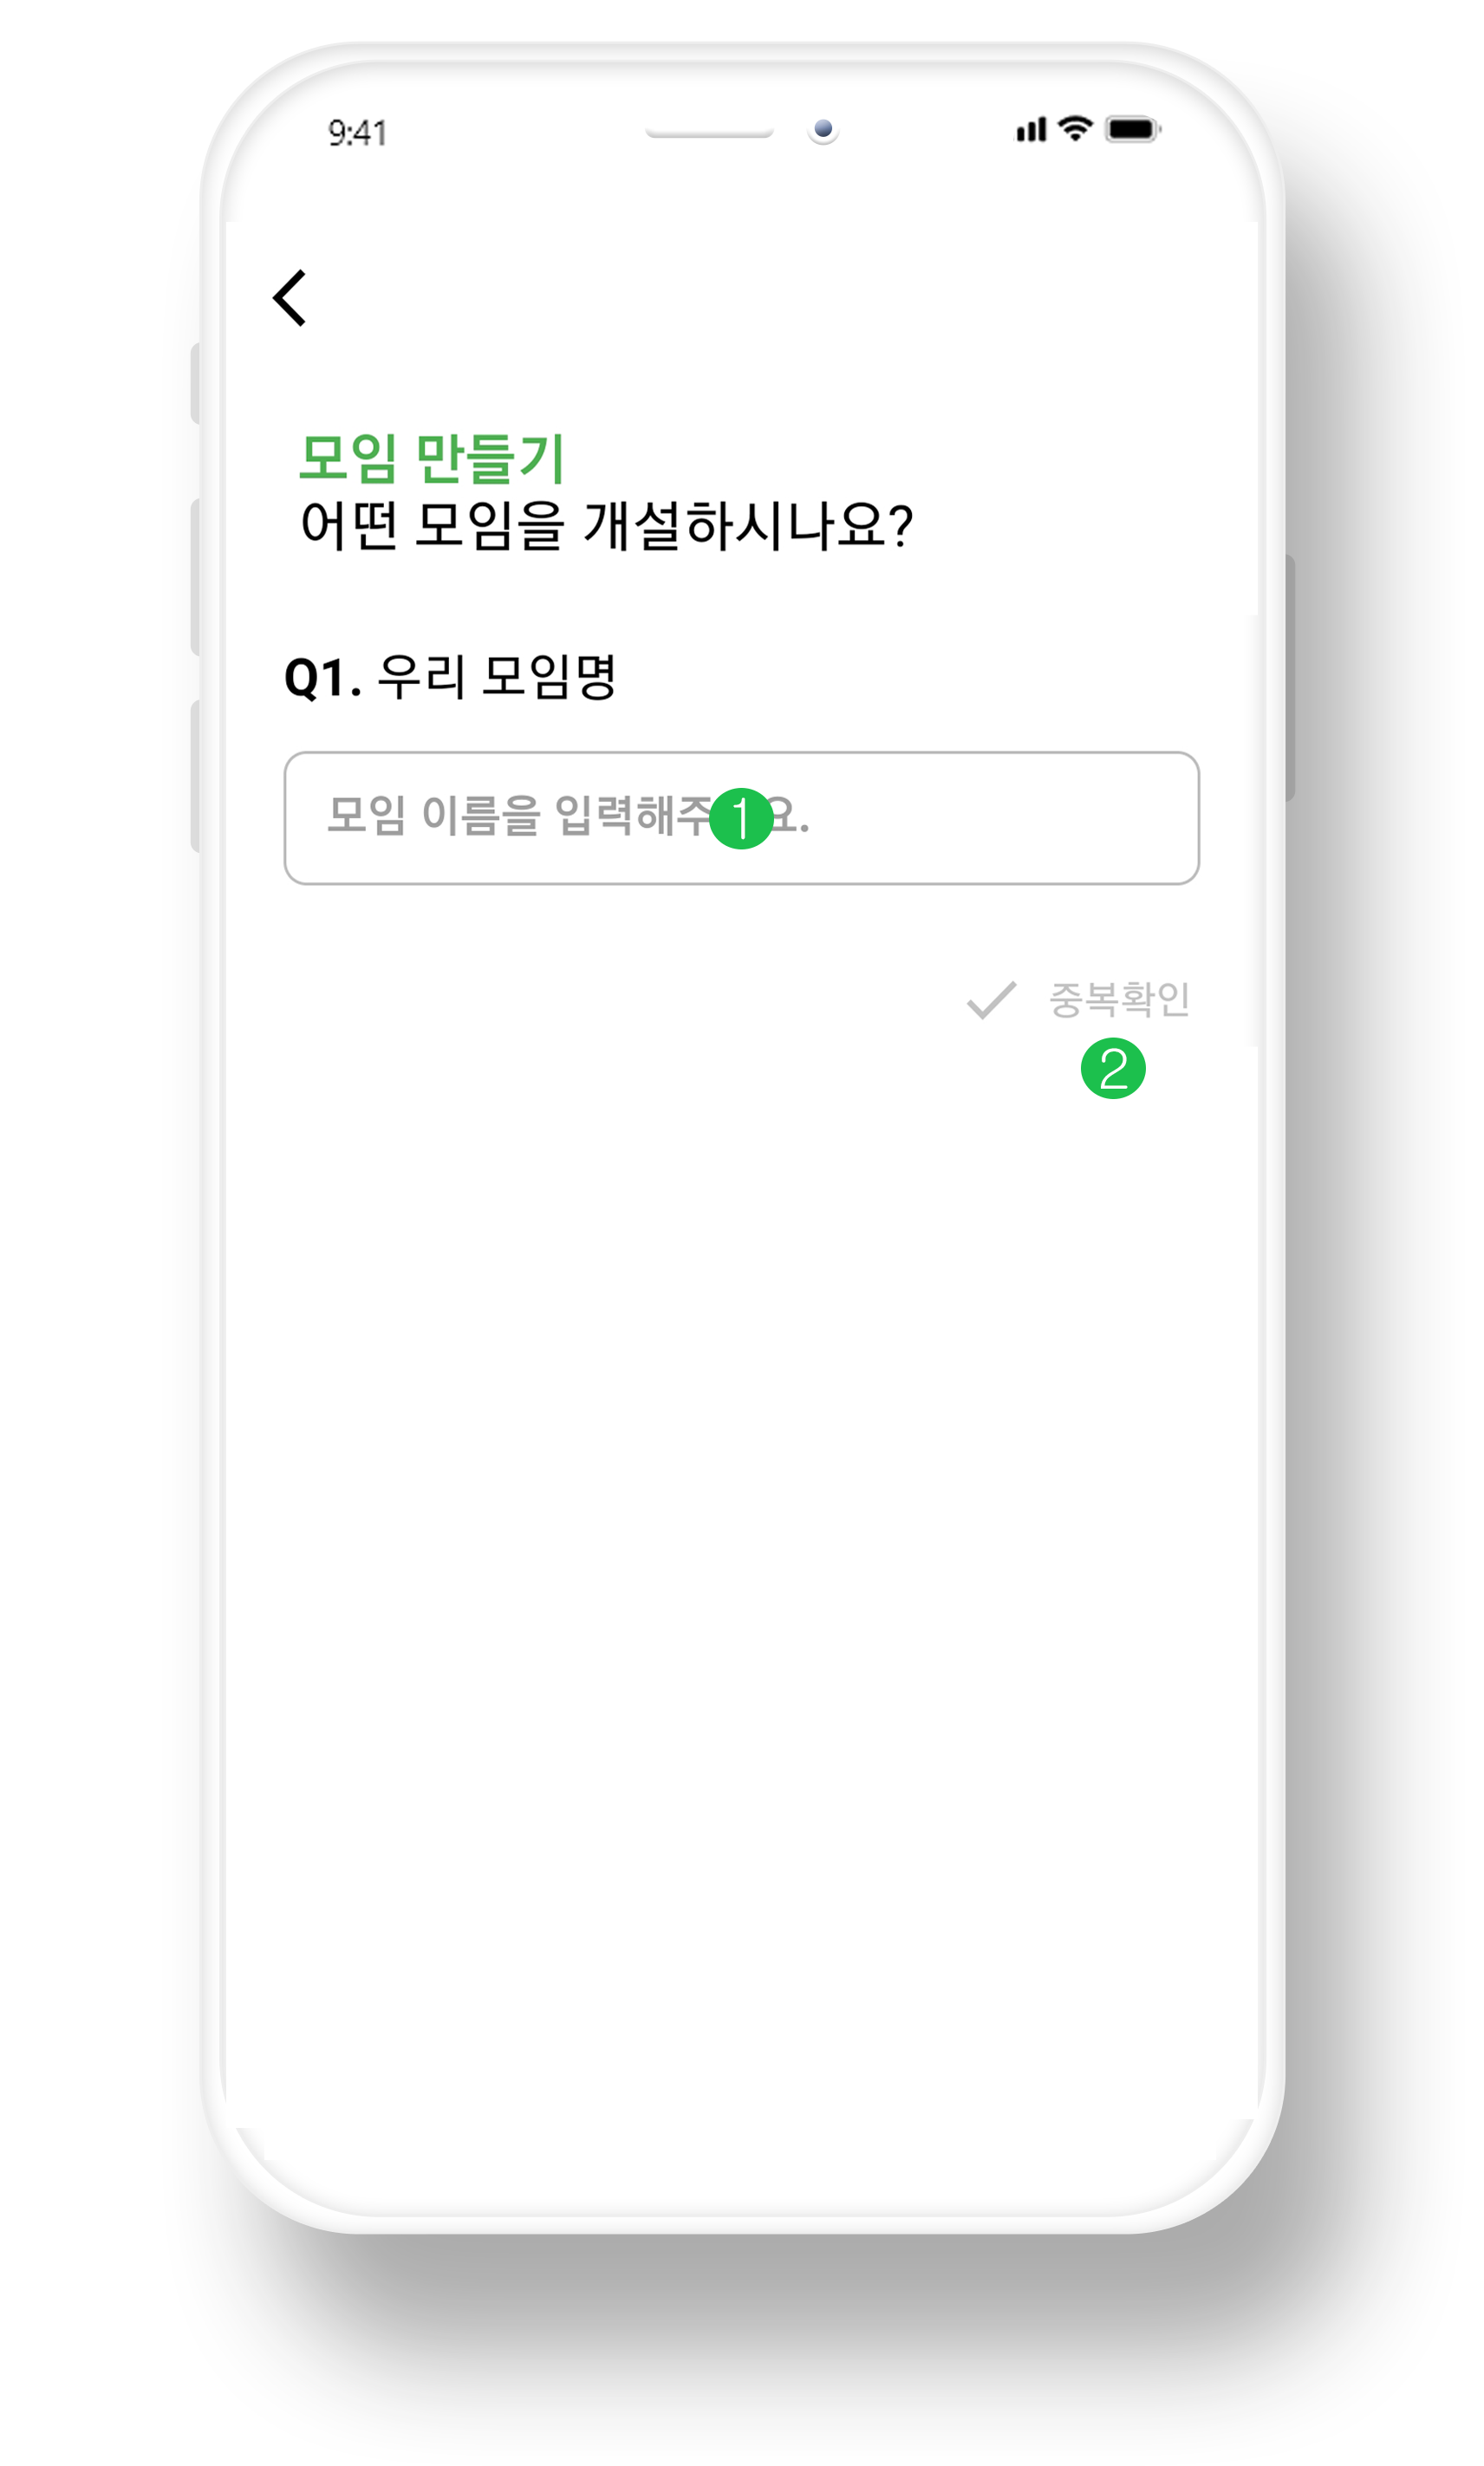 9:41
모임 만들기
어떤 모임을 개설하시나요?
Q1. 우리 모임명
모임 이름을 입력해주 요.
1
중복확인
2